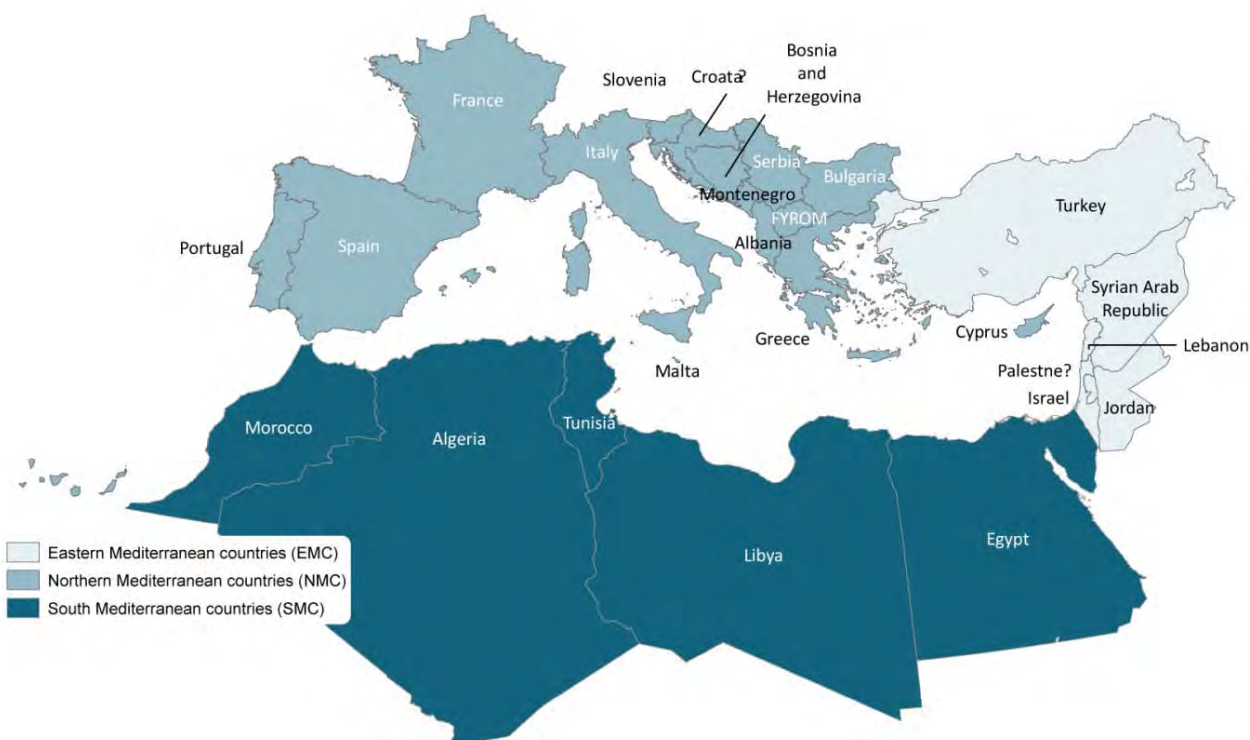 Bosnia
and
Herzegovina
Slovenia
Croata?
France
Italy
Serbia
Bulgaria
Montenegro
FYROM
Albania
Turkey
Portugal
Spain
Syrian Arab
Republic
Greece
Cyprus
Lebanon
Malta
Palestne?
Israel
Jordan
Morocco
Algeria
Tunisia
Libya
Egypt
Eastern Mediterranean countries (EMC)
Northern Mediterranean countries (NMC)
South Mediterranean countries (SMC)